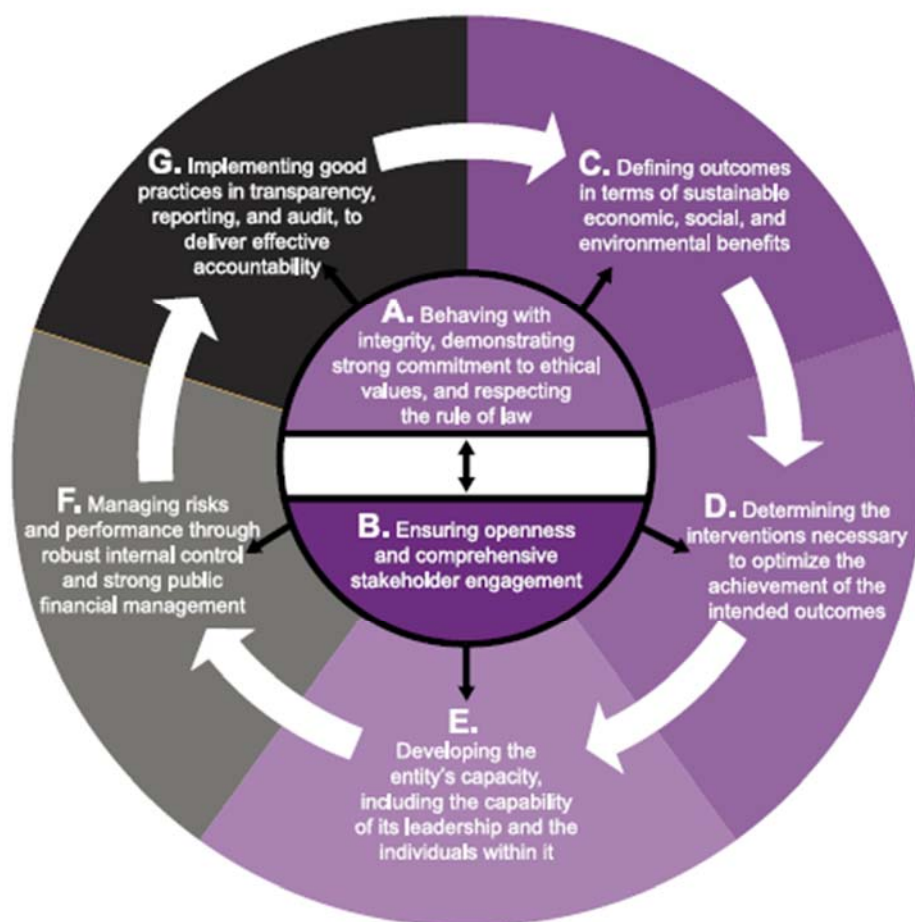 G. Implementing good
practices in transparency,
reporting, and audit, to
deliver effective
accountability
C. Defining outcomes
in terms of sustainable
economic, social, and
environmental benefits
A. Behaving with
integrity, demonstrating
strong commitment to ethical
values, and respecting
the rule of law
F. Managing risks
and performance through
robust internal control
and strong public
financial management
B. Ensuring openness
and comprehensive
stakeholder engagement
D. Determining the
interventions necessary
to optimize the
achievement of the
intended outcomes
E.
Developing the
entity's capacity,
including the capability
of its leadership and the
individuals within it